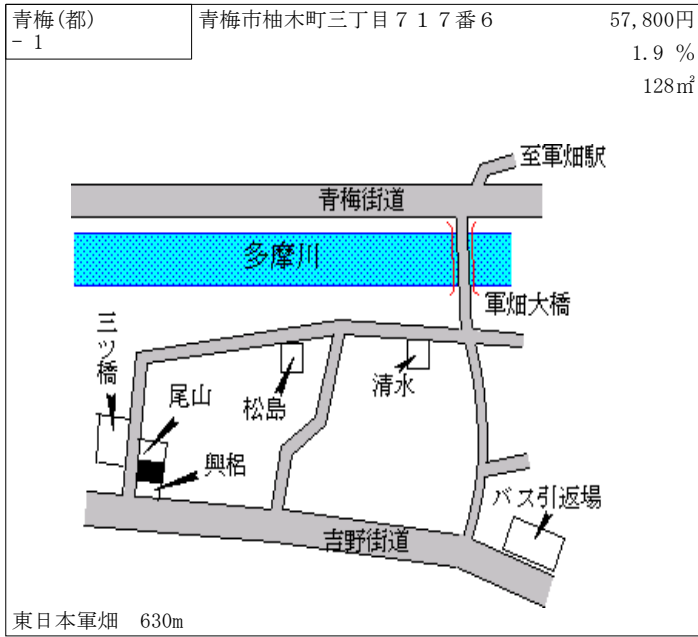 青梅(都)
- 1
青梅市柚木町三丁目７１７番６
57,800円
1.9 %
128㎡
至軍畑駅
青梅街道
多摩川
軍畑大橋
三ツ橋
尾山
松島
清水
興梠
バス引返場
吉野街道
東日本軍畑 630m